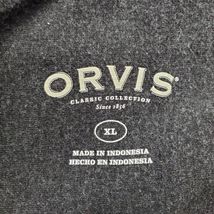 ORVIS®
CLASSIC COLLECTION
Since 1856
XL
MADE IN INDONESIA
HECHO EN INDONESIA